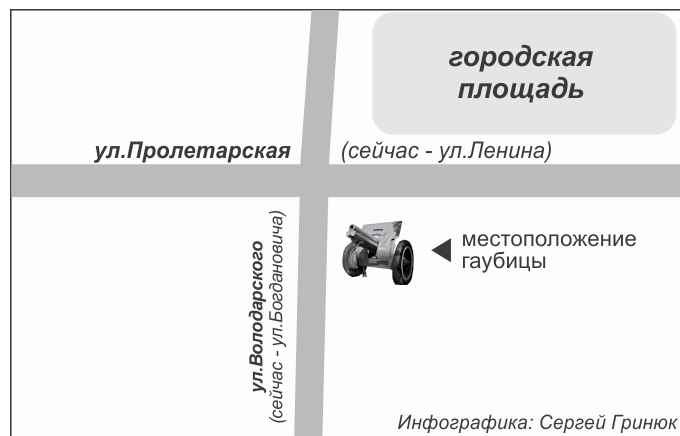 городская
площадь
ул.Пролетарская (сейчас - ул.Ленина)
местоположение
гаубицы
ул.Володарского
(сейчас - ул.Богдановича)
Инфографика: Сергей Гринюк